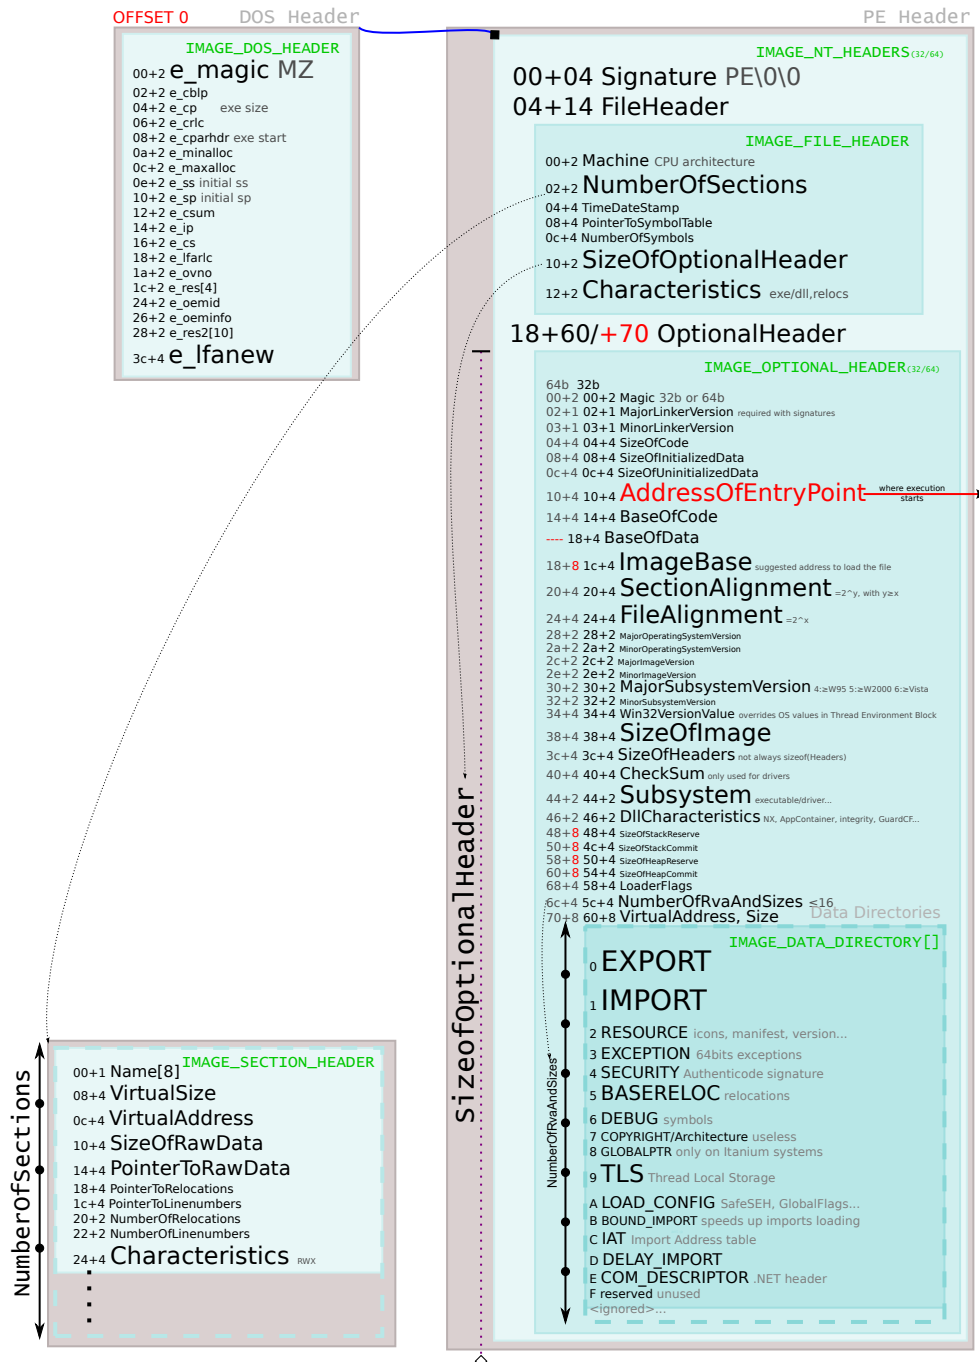 OFFSET 0 DOS Header
IMAGE_DOS_HEADER
00+2 e_magic MZ
02+2 e_cblp
04+2 e_cp exe size
06+2 e_crlc
08+2 e_cparhdr exe start
0a+2 e_minalloc
0c+2 e_maxalloc
0e+2 e_ss initial ss
10+2 e_sp initial sp
12+2 e_csum
14+2 e_ip
16+2 e_cs
18+2 e_lfarlc
1a+2 e_ovno
1c+2 e_res[4]
24+2 e_oemid
26+2 e_oeminfo
28+2 e_res2[10]
3c+4 e_lfanew
PE Header
IMAGE_NT_HEADERS(32/64)
00+04 Signature PE\0\0
04+14 FileHeader
IMAGE_FILE_HEADER
00+2 Machine CPU architecture
02+2 NumberOfSections
04+4 TimeDateStamp
08+4 PointerToSymbolTable
0c+4 NumberOfSymbols
10+2 SizeOfOptionalHeader
12+2 Characteristics exe/dll,relocs
18+60/+70 OptionalHeader
IMAGE_OPTIONAL_HEADER(32/64)
64b 32b
00+2 00+2 Magic 32b or 64b
02+1 02+1 MajorLinkerVersion required with signatures
03+1 03+1 MinorLinkerVersion
04+4 04+4 SizeOfCode
08+4 08+4 SizeOfInitializedData
0c+4 0c+4 SizeOfUninitializedData
10+4 10+4 AddressOfEntryPoint where execution starts
14+4 14+4 BaseOfCode
---- 18+4 BaseOfData
18+8 1c+4 ImageBase suggested address to load the file
20+4 20+4 SectionAlignment =2^y, with y≥x
24+4 24+4 FileAlignment =2^x
28+2 28+2 MajorOperatingSystemVersion
2a+2 2a+2 MinorOperatingSystemVersion
2c+2 2c+2 MajorImageVersion
2e+2 2e+2 MinorImageVersion
30+2 30+2 MajorSubsystemVersion 4:≥W95 5:≥W2000 6:≥Vista
32+2 32+2 MinorSubsystemVersion
34+4 34+4 Win32VersionValue overrides OS values in Thread Environment Block
38+4 38+4 SizeOfImage
3c+4 3c+4 SizeOfHeaders not always sizeof(Headers)
40+4 40+4 CheckSum only used for drivers
44+2 44+2 Subsystem executable/driver...
46+2 46+2 DllCharacteristics NX, AppContainer, integrity, GuardCF...
48+8 48+4 SizeOfStackReserve
50+8 4c+4 SizeOfStackCommit
58+8 50+4 SizeOfHeapReserve
60+8 54+4 SizeOfHeapCommit
68+4 58+4 LoaderFlags
6c+4 5c+4 NumberOfRvaAndSizes ≤16
70+8 60+8 VirtualAddress, Size
Data Directories
IMAGE_DATA_DIRECTORY[]
0 EXPORT
1 IMPORT
2 RESOURCE icons, manifest, version...
3 EXCEPTION 64bits exceptions
4 SECURITY Authenticode signature
5 BASERELOC relocations
6 DEBUG symbols
7 COPYRIGHT/Architecture useless
8 GLOBALPTR only on Itanium systems
9 TLS Thread Local Storage
A LOAD_CONFIG SafeSEH, GlobalFlags...
B BOUND_IMPORT speeds up imports loading
C IAT Import Address table
D DELAY_IMPORT
E COM_DESCRIPTOR .NET header
F reserved unused
<ignored>...
NumberOfRvaAndSizes
SizeofOptionalHeader
NumberOfSections
IMAGE_SECTION_HEADER
00+1 Name[8]
08+4 VirtualSize
0c+4 VirtualAddress
10+4 SizeOfRawData
14+4 PointerToRawData
18+4 PointerToRelocations
1c+4 PointerToLinenumbers
20+2 NumberOfRelocations
22+2 NumberOfLinenumbers
24+4 Characteristics RWX